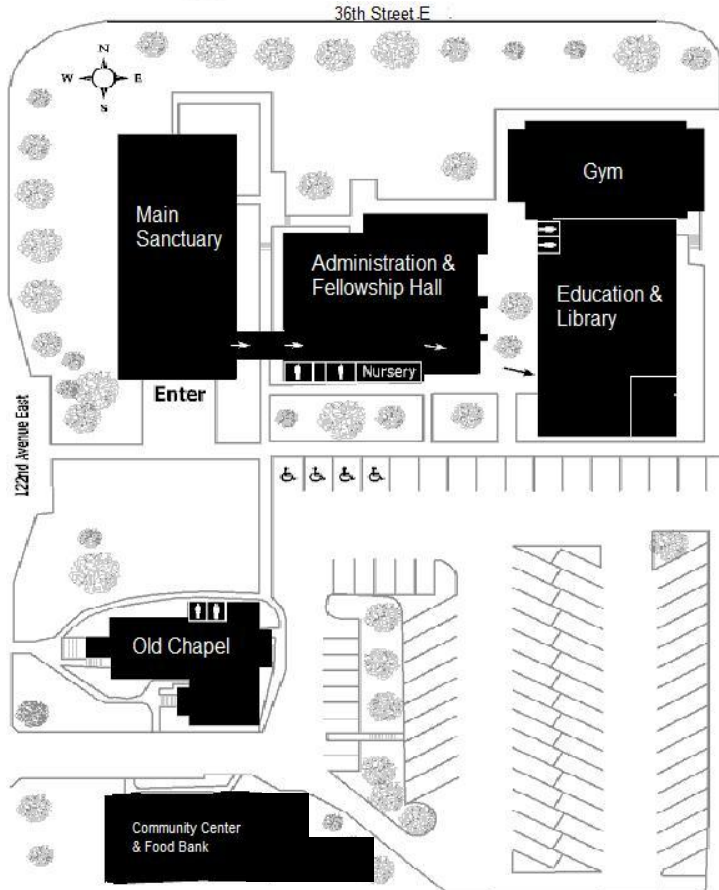 36th Street E
N
W E
S
Gym
Main
Sanctuary
Administration &
Fellowship Hall
Education &
Library
Nursery
Enter
122nd Avenue East
Old Chapel
Community Center
& Food Bank